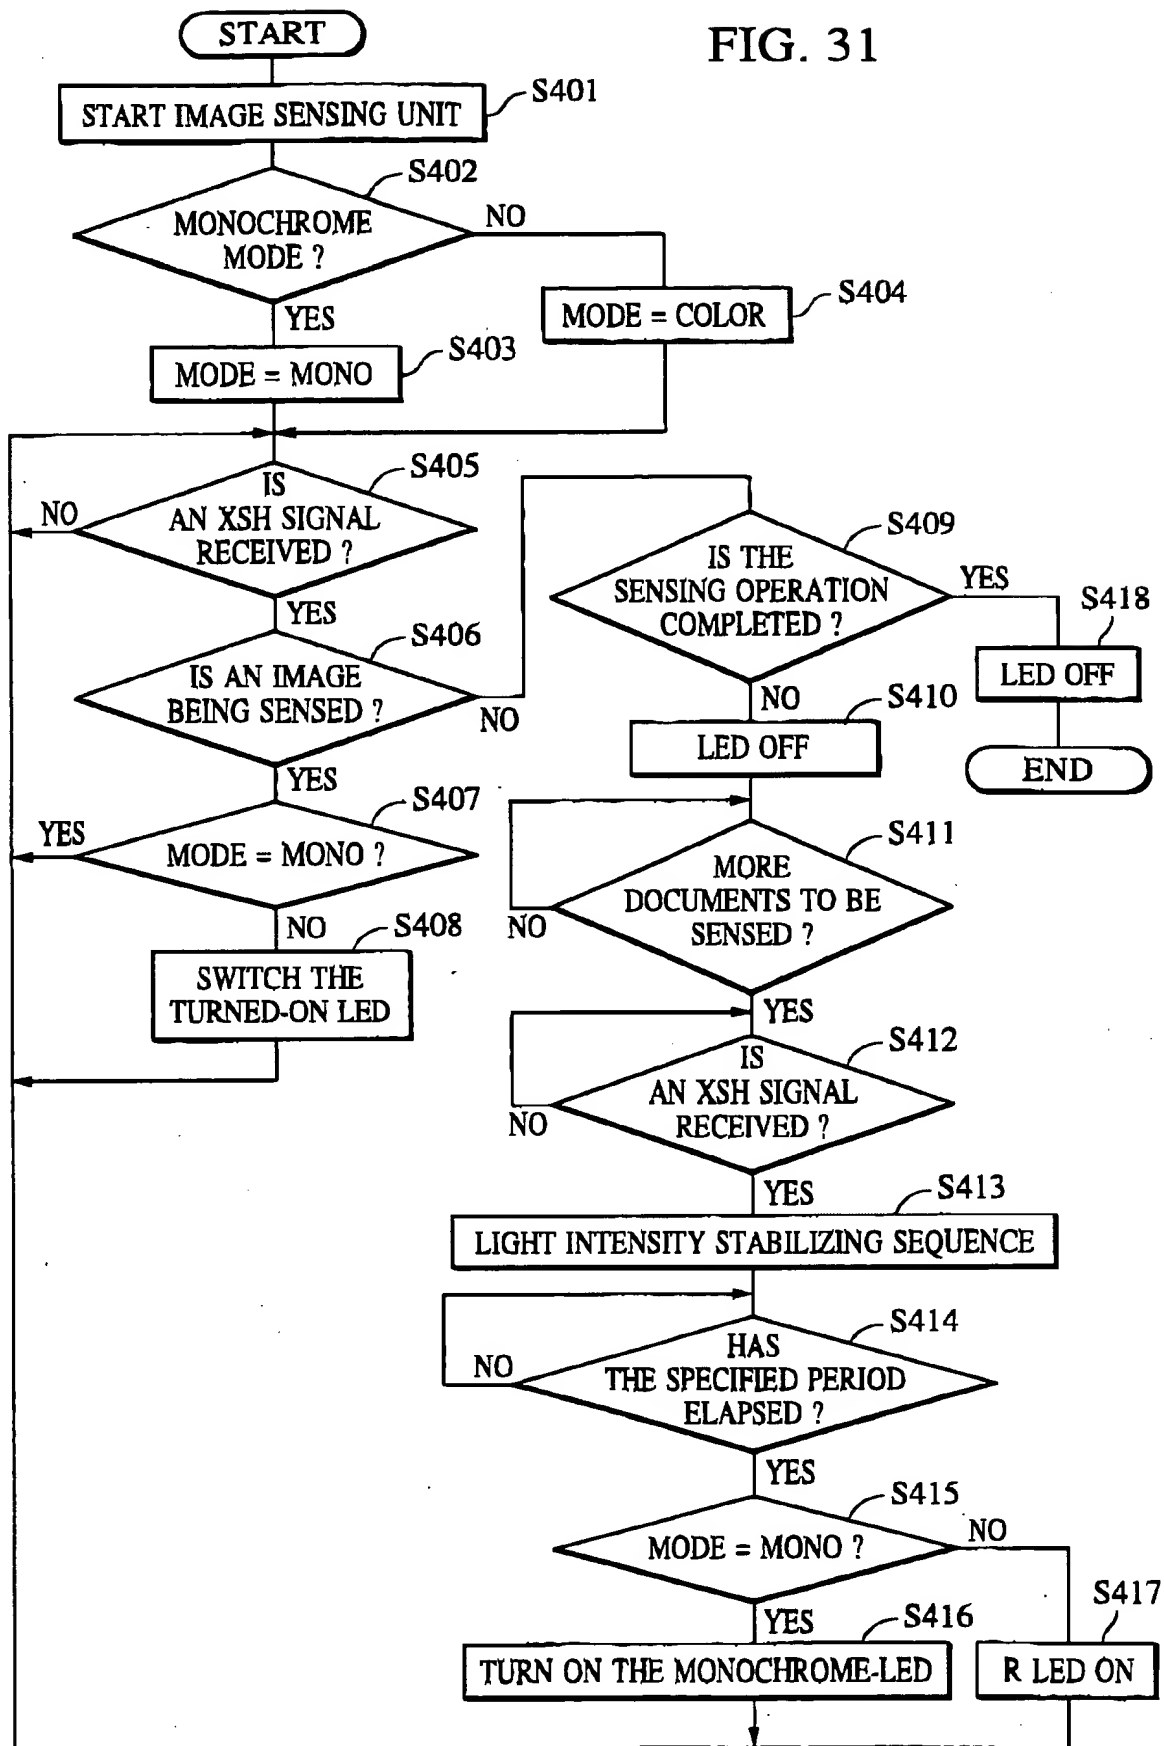 FIG. 31
START
START IMAGE SENSING UNIT
S401
S402
MONOCHROME
MODE ?
NO
YES
S404
MODE = COLOR
S403
MODE = MONO
S405
IS
AN XSH SIGNAL
RECEIVED ?
NO
YES
S406
IS AN IMAGE
BEING SENSED ?
NO
YES
S407
MODE = MONO ?
YES
NO
S408
SWITCH THE
TURNED-ON LED
S409
IS THE
SENSING OPERATION
COMPLETED ?
YES
S418
LED OFF
END
NO
S410
LED OFF
S411
MORE
DOCUMENTS TO BE
SENSED ?
NO
YES
S412
IS
AN XSH SIGNAL
RECEIVED ?
NO
YES
S413
LIGHT INTENSITY STABILIZING SEQUENCE
S414
HAS
THE SPECIFIED PERIOD
ELAPSED ?
NO
YES
S415
MODE = MONO ?
NO
YES
S416
TURN ON THE MONOCHROME-LED
S417
R LED ON